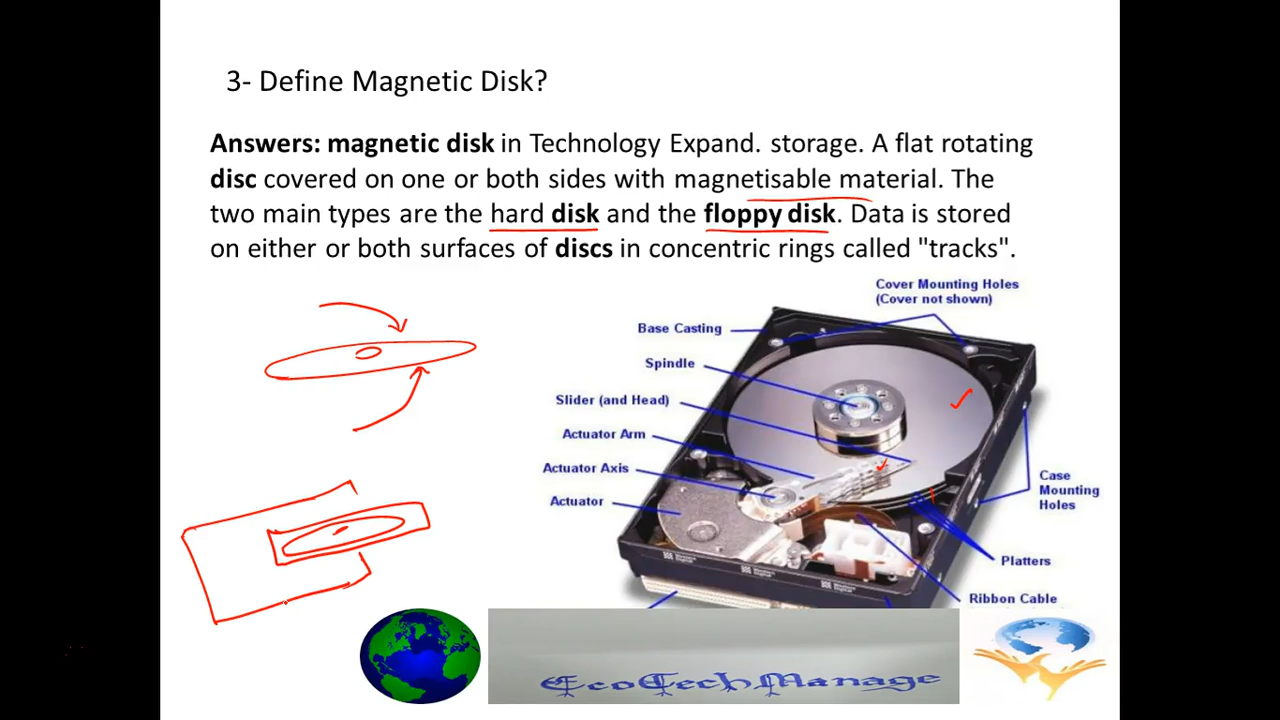 3- Define Magnetic Disk?
Answers: magnetic disk in Technology Expand. storage. A flat rotating
disc covered on one or both sides with magnetisable material. The
two main types are the hard disk and the floppy disk. Data is stored
on either or both surfaces of discs in concentric rings called "tracks".
Cover Mounting Holes
(Cover not shown)
Base Casting
Spindle
Slider (and Head)
Actuator Arm
Actuator Axis
Actuator
Case
Mounting
Holes
Platters
Ribbon Cable
EcoTechManage